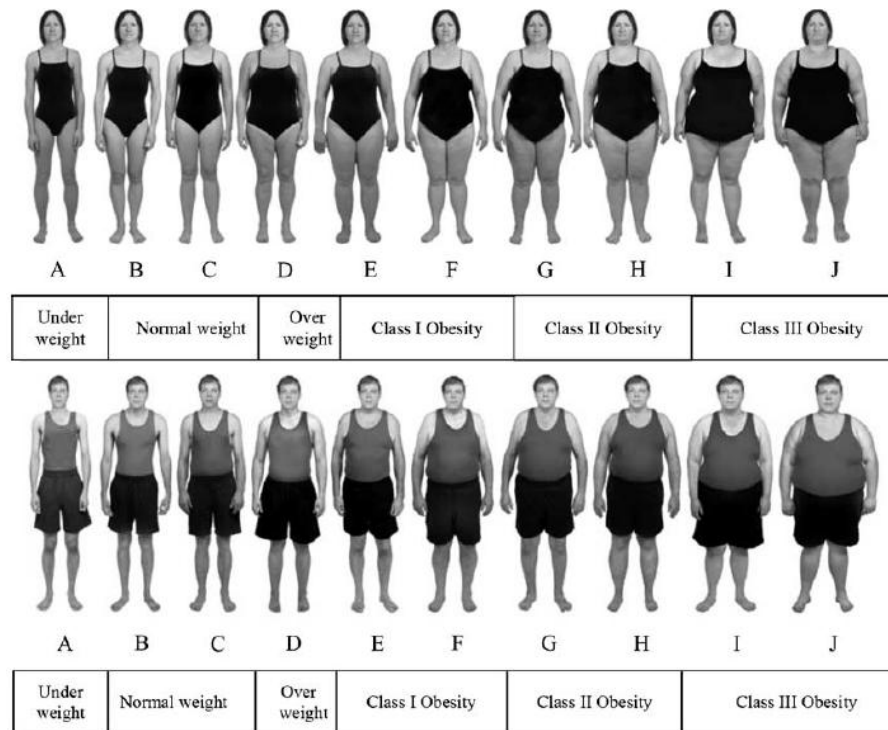 A B C D E F G H I J
Under weight Normal weight Over weight Class I Obesity Class II Obesity Class III Obesity
A B C D E F G H I J
Under weight Normal weight Over weight Class I Obesity Class II Obesity Class III Obesity